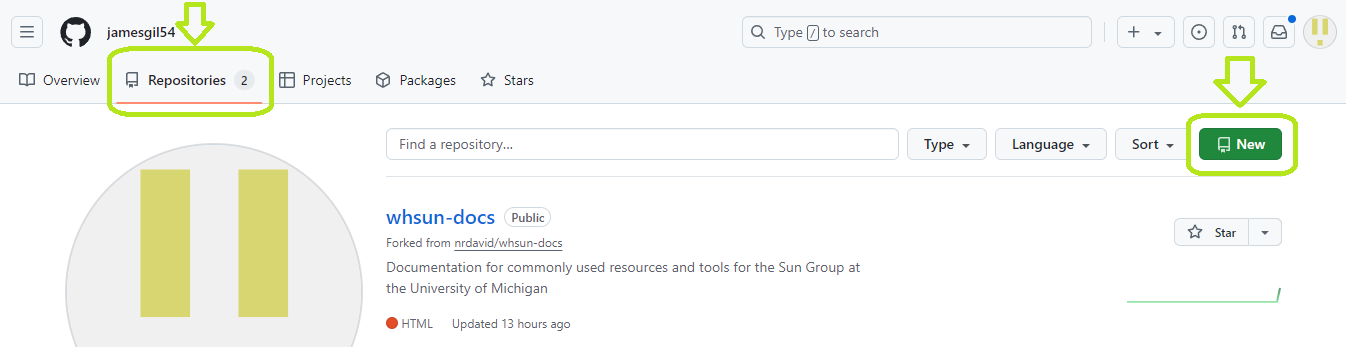 jamesgil54
Type / to search
Overview Repositories 2 Projects Packages Stars
Find a repository... Type Language Sort New
whsun-docs Public
Forked from nrdavid/whsun-docs
Star
Documentation for commonly used resources and tools for the Sun Group at
the University of Michigan
HTML Updated 13 hours ago